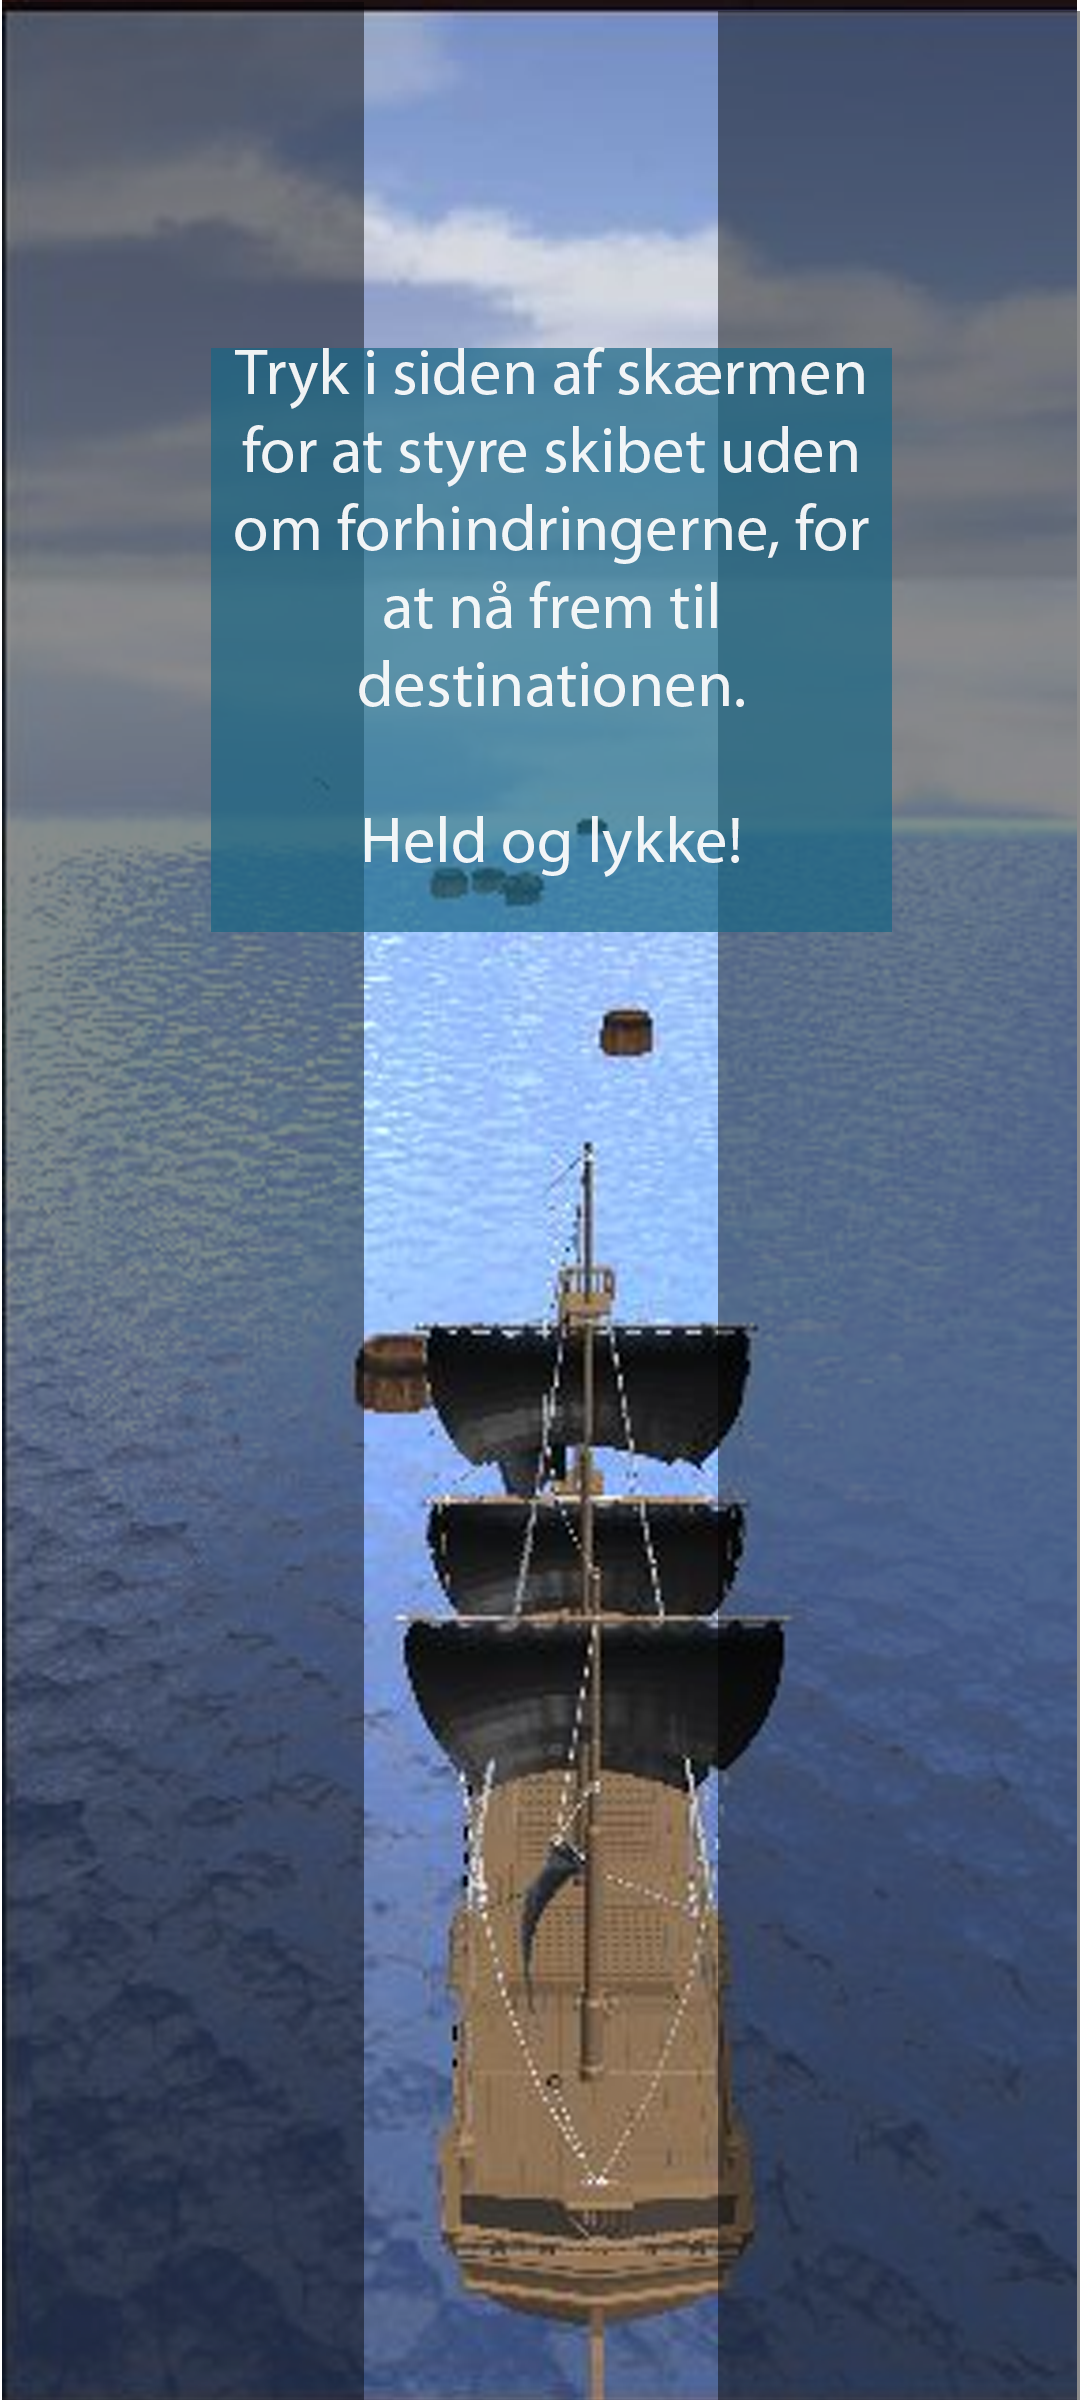 Tryk i siden af skærmen
for at styre skibet uden
om forhindringerne, for
at nå frem til
destinationen.
Held og lykke!